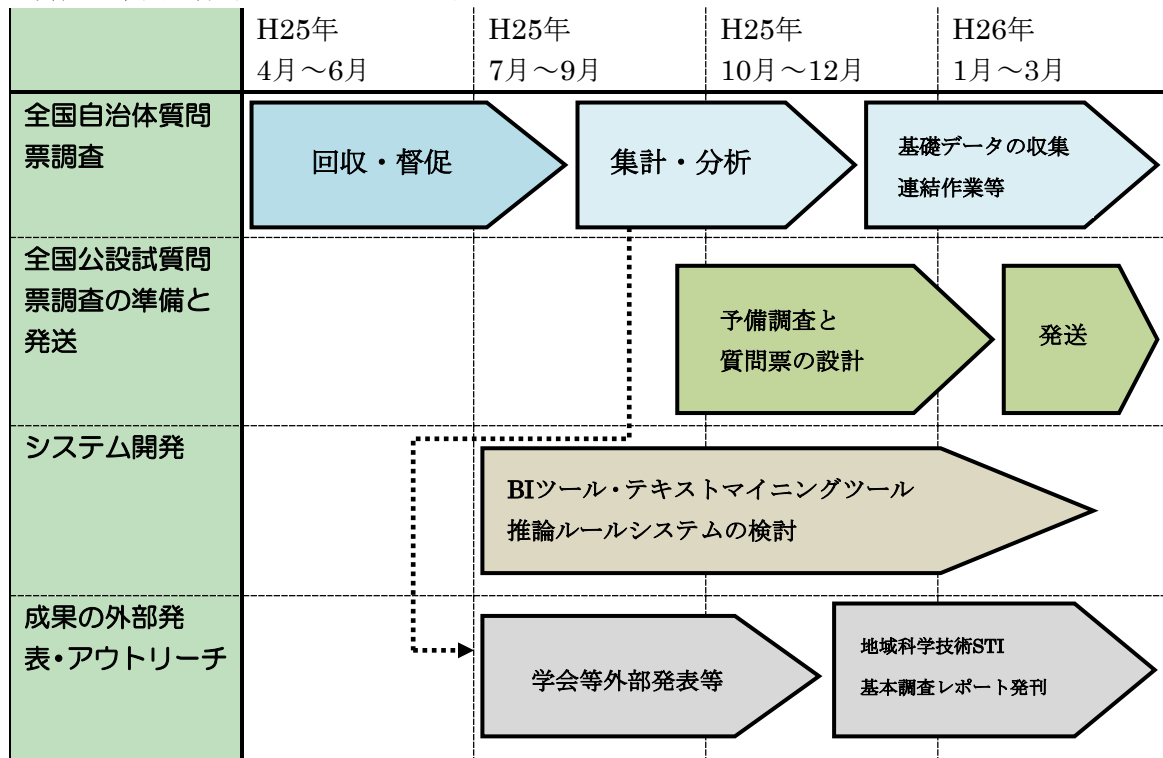 H25年
4月～6月
H25年
7月～9月
H25年
10月～12月
H26年
1月～3月
全国自治体質問
票調査
回収・督促
集計・分析
基礎データの収集
連結作業等
全国公設試質問
票調査の準備と
発送
予備調査と
質問票の設計
発送
システム開発
BIツール・テキストマイニングツール
推論ルールシステムの検討
成果の外部発
表・アウトリーチ
学会等外部発表等
地域科学技術STI
基本調査レポート発刊